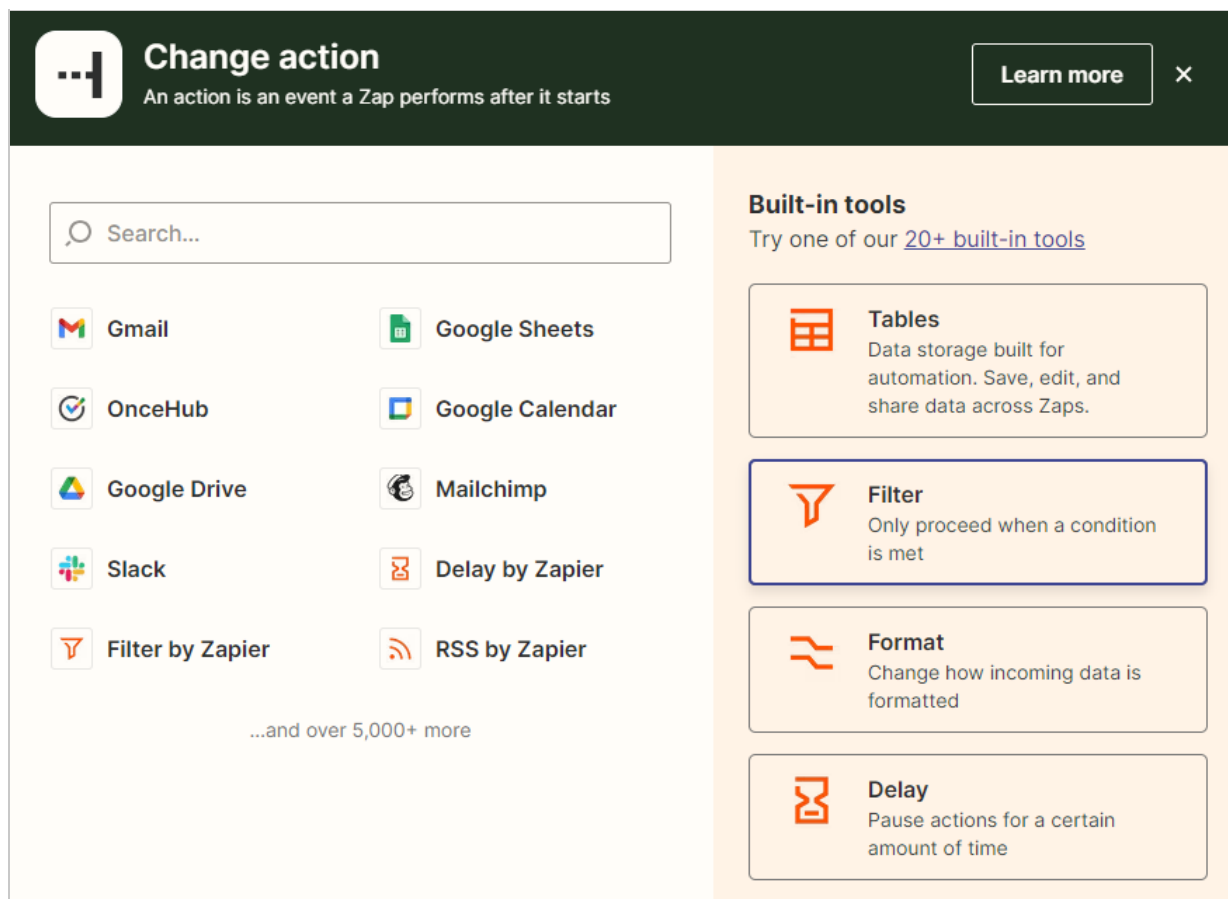 Change action
An action is an event a Zap performs after it starts
Learn more
Search...
Gmail
Google Sheets
OnceHub
Google Calendar
Google Drive
Mailchimp
Slack
Delay by Zapier
Filter by Zapier
RSS by Zapier
...and over 5,000+ more
Built-in tools
Try one of our 20+ built-in tools
Tables
Data storage built for
automation. Save, edit, and
share data across Zaps.
Filter
Only proceed when a condition
is met
Format
Change how incoming data is
formatted
Delay
Pause actions for a certain
amount of time